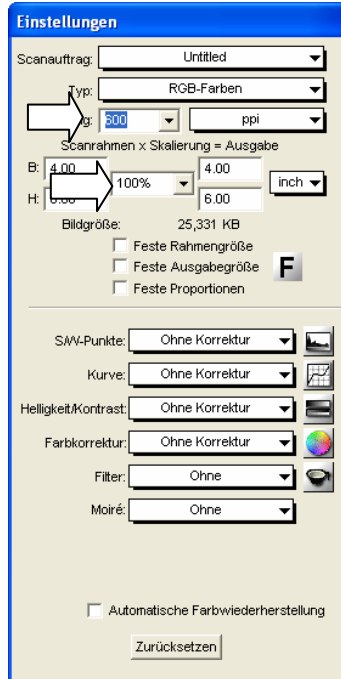 Einstellungen
Scanauftrag: Untitled
Typ: RGB-Farben
g: 600 ppi
Scanrahmen x Skalierung = Ausgabe
B: 4.00 100% 4.00 inch
H: 6.00
Bildgröße: 25,331 KB
Feste Rahmengröße
Feste Ausgabegröße F
Feste Proportionen
S/W-Punkte: Ohne Korrektur
Kurve: Ohne Korrektur
Helligkeit/Kontrast: Ohne Korrektur
Farbkorrektur: Ohne Korrektur
Filter: Ohne
Moiré: Ohne
Automatische Farbwiederherstellung
Zurücksetzen